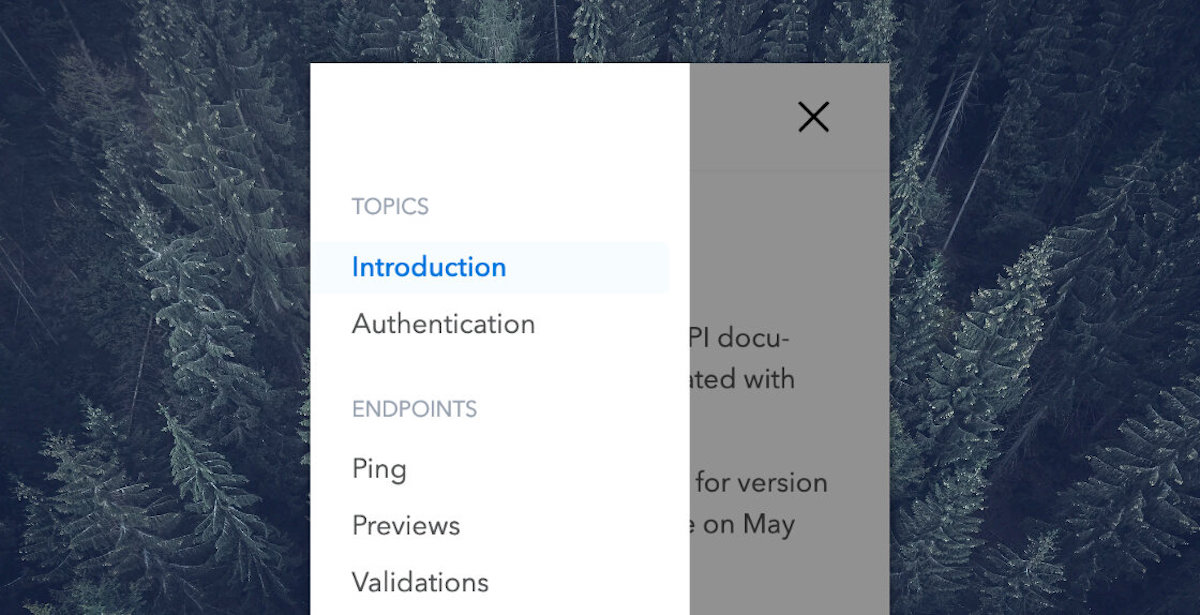 TOPICS
Introduction
Authentication
ENDPOINTS
Ping
Previews
Validations
PI docu-
ated with
for version
on May